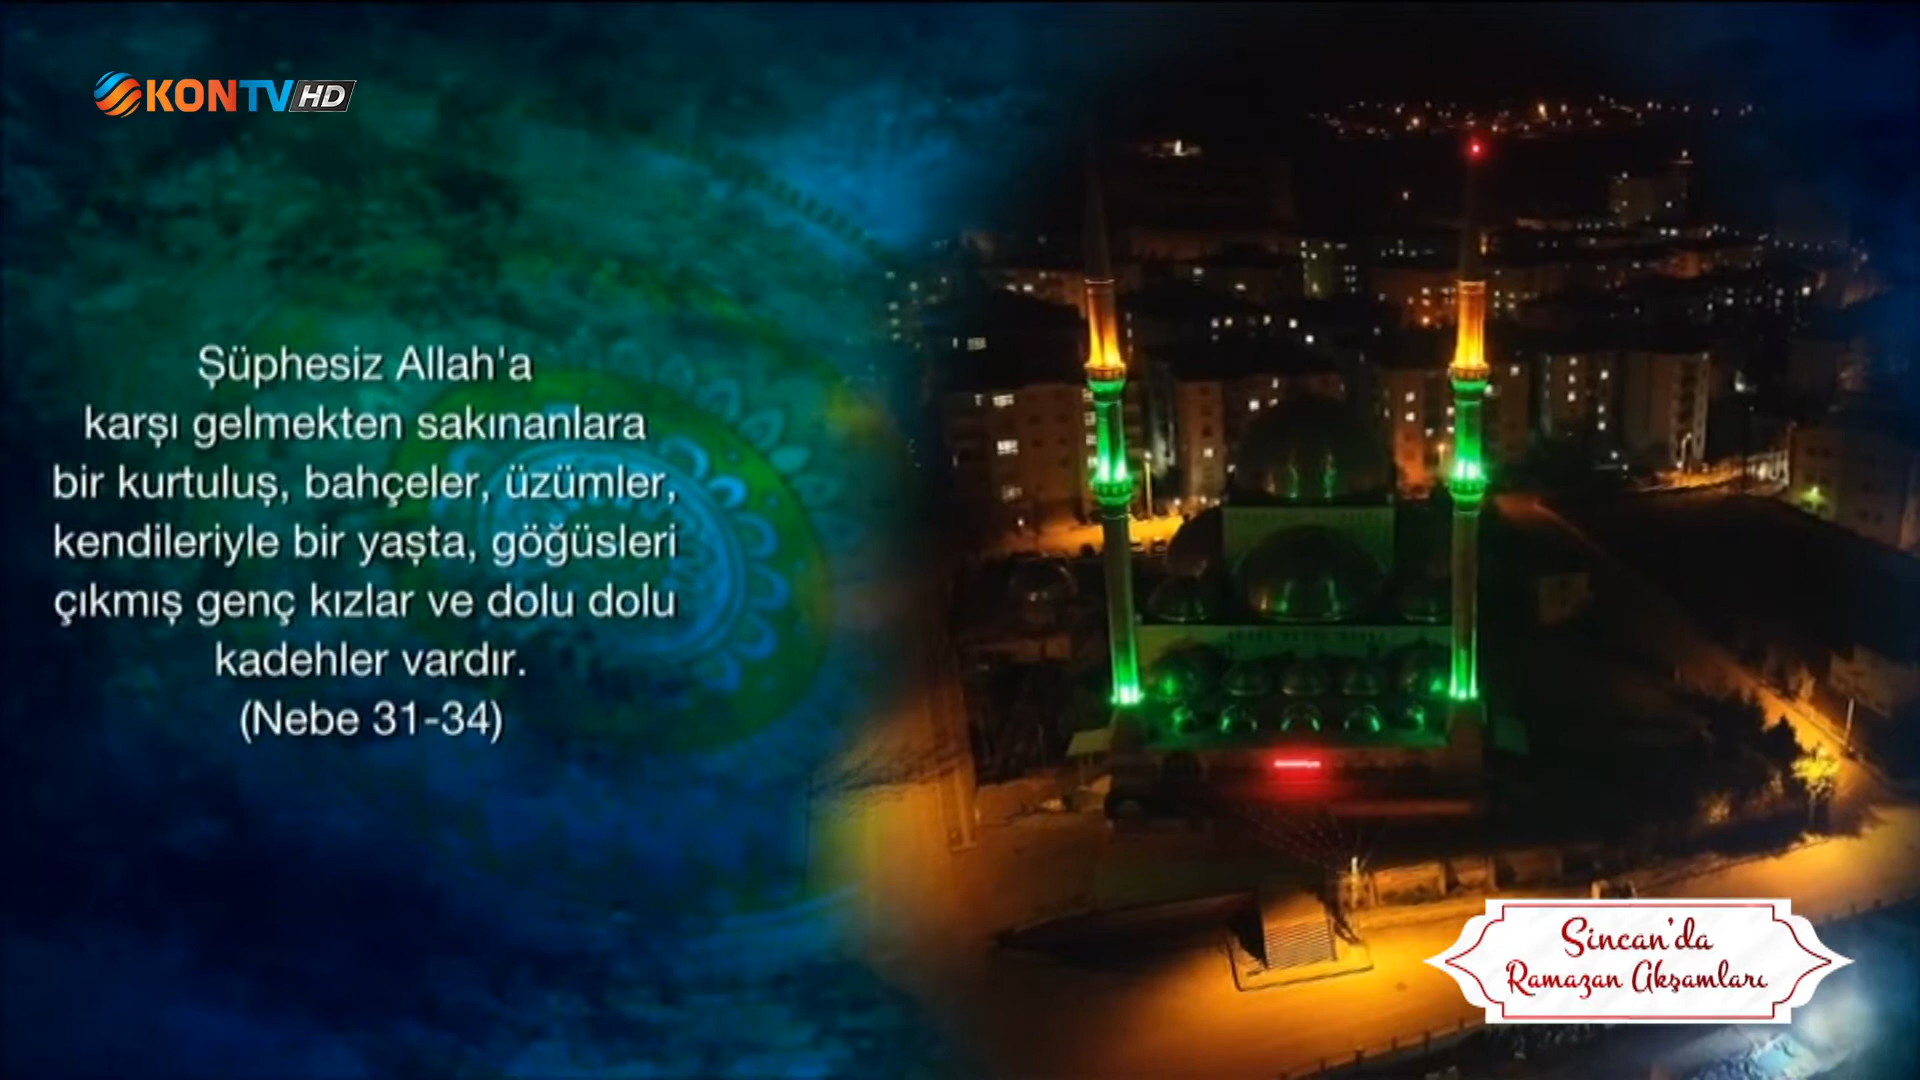 KONTV HD
Şüphesiz Allah'a
karşı gelmekten sakınanlara
bir kurtuluş, bahçeler, üzümler,
kendileriyle bir yaşta, göğüsleri
çıkmış genç kızlar ve dolu dolu
kadehler vardır.
(Nebe 31-34)
Sincan'da
Ramazan Akşamları